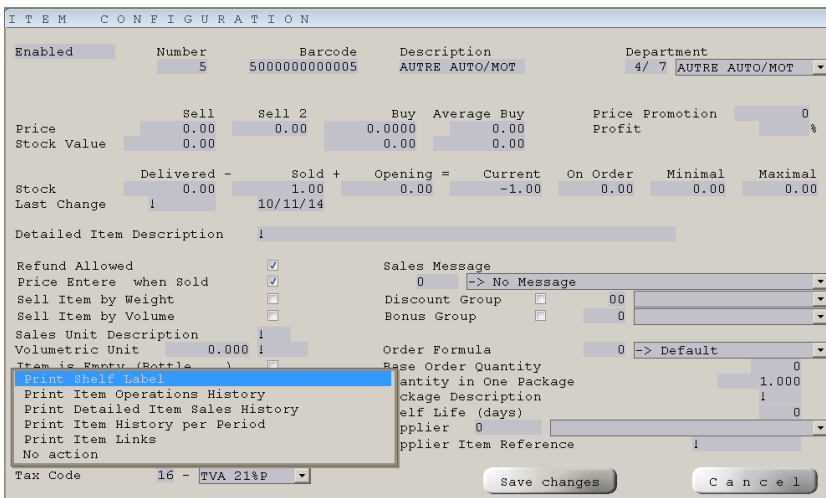 ITEM CONFIGURATION
Enabled Number Barcode Description Department
5 5000000000005 AUTRE AUTO/MOT 4/ 7 AUTRE AUTO/MOT
Sell Sell 2 Buy Average Buy Price Promotion 0
Price 0.00 0.00 0.0000 0.00 Profit %
Stock Value 0.00 0.00 0.00
Delivered - Sold + Opening = Current On Order Minimal Maximal
Stock 0.00 1.00 0.00 -1.00 0.00 0.00 0.00
Last Change ! 10/11/14
Detailed Item Description !
Refund Allowed Sales Message
Price Entere when Sold 0 -> No Message
Sell Item by Weight Discount Group 00
Sell Item by Volume Bonus Group 0
Sales Unit Description !
Volumetric Unit 0.000 ! Order Formula 0 -> Default
Item is Empty (Bottle ) Base Order Quantity 0
Print Shelf Label uantity in One Package 1.000
Print Item Operations History ackage Description !
Print Detailed Item Sales History elf Life (days) 0
Print Item History per Period pplier 0
Print Item Links pplier Item Reference !
No action
Tax Code 16 - TVA 21%P Save changes Cancel